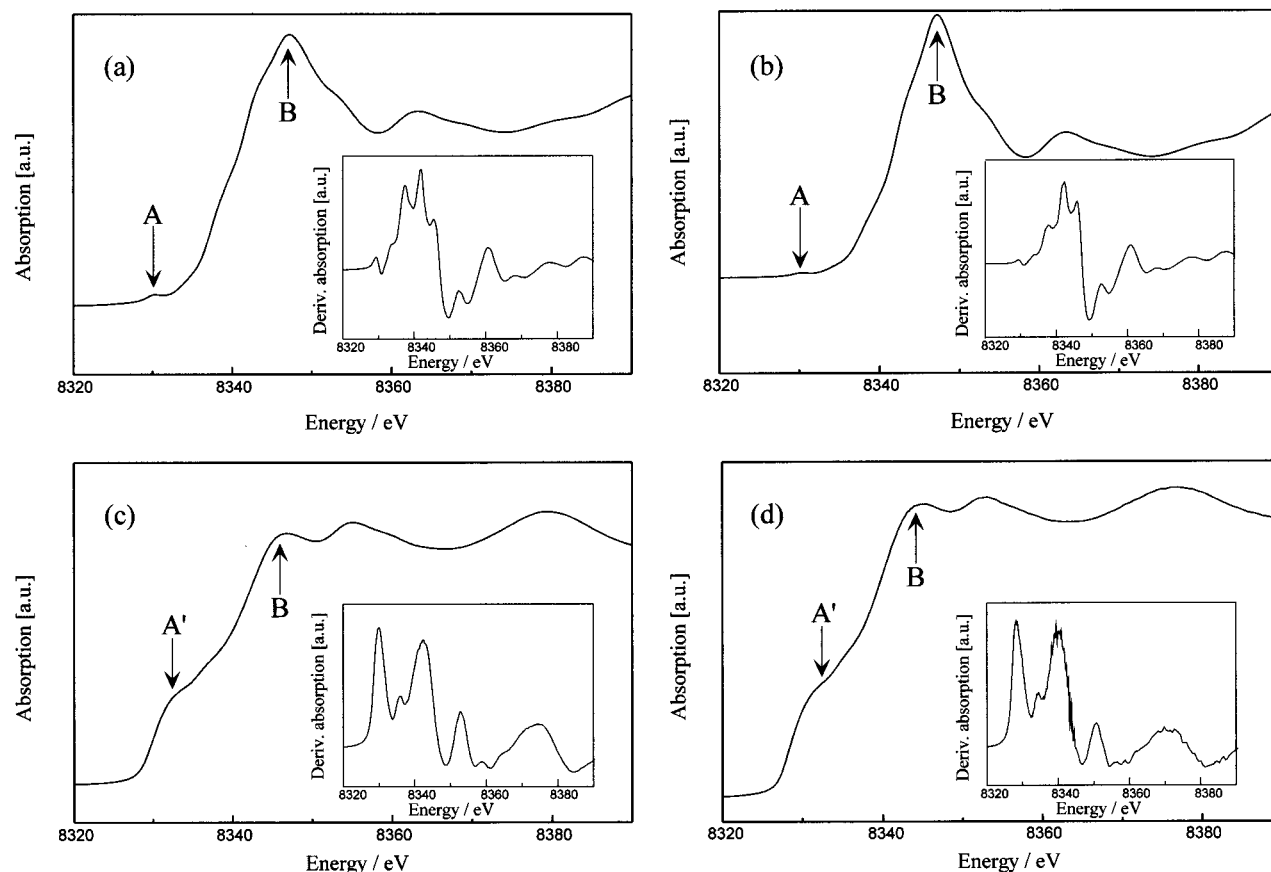 (a)
A
B
Absorption [a.u.]
Deriv. absorption [a.u.]
8320 8340 8360 8380
Energy / eV
8320 8340 8360 8380
Energy / eV
(b)
A
B
Absorption [a.u.]
Deriv. absorption [a.u.]
8320 8340 8360 8380
Energy / eV
8320 8340 8360 8380
Energy / eV
(c)
A'
B
Absorption [a.u.]
Deriv. absorption [a.u.]
8320 8340 8360 8380
Energy / eV
8320 8340 8360 8380
Energy / eV
(d)
A'
B
Absorption [a.u.]
Deriv. absorption [a.u.]
8320 8340 8360 8380
Energy / eV
8320 8340 8360 8380
Energy / eV